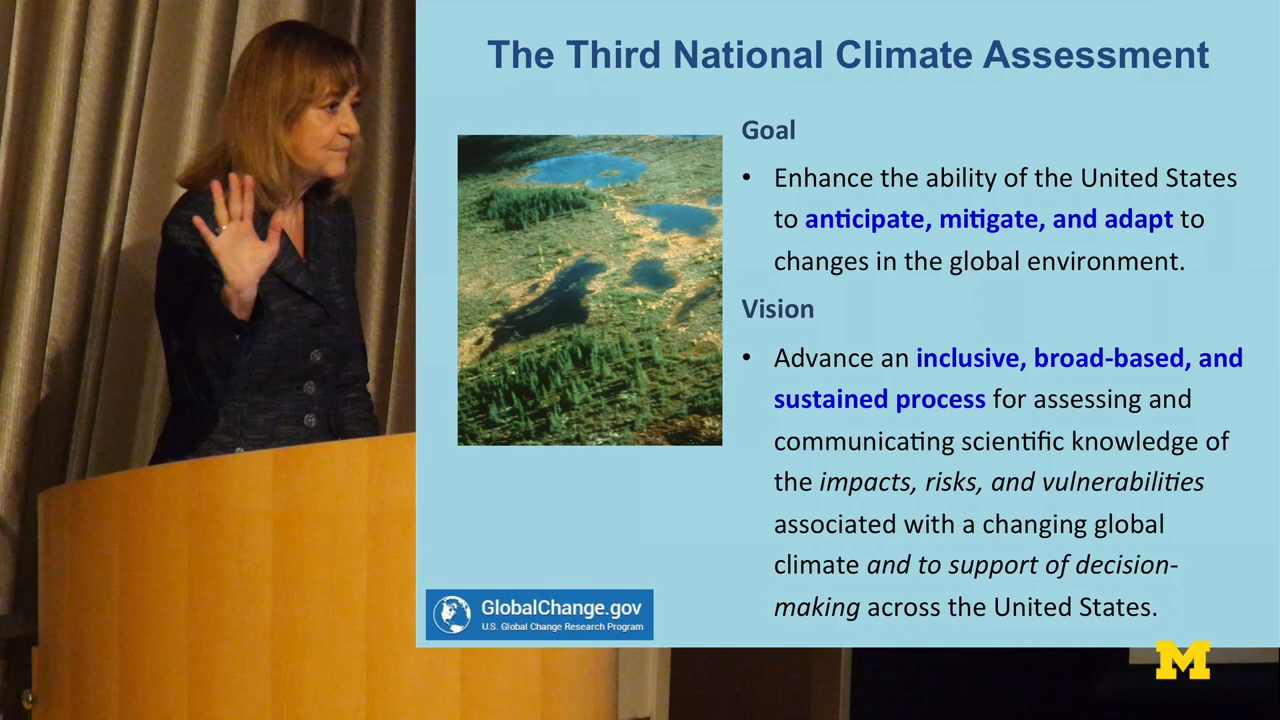 The Third National Climate Assessment
Goal
• Enhance the ability of the United States
to anticipate, mitigate, and adapt to
changes in the global environment.
Vision
• Advance an inclusive, broad-based, and
sustained process for assessing and
communicating scientific knowledge of
the impacts, risks, and vulnerabilities
associated with a changing global
climate and to support of decision-
making across the United States.
GlobalChange.gov
U.S. Global Change Research Program
M